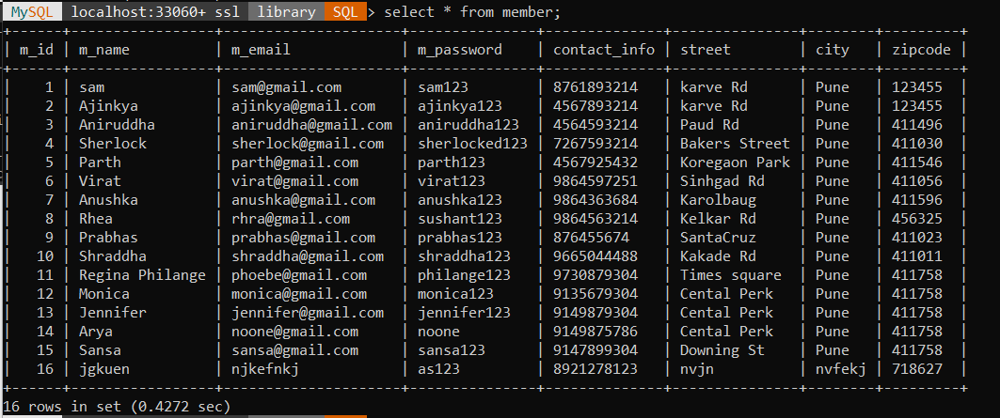 MySQL localhost:33060+ ssl library SQL > select * from member;
+------+-----------------+---------------------+---------------+--------------+---------------+--------+---------+
| m_id | m_name          | m_email             | m_password    | contact_info | street        | city   | zipcode |
+------+-----------------+---------------------+---------------+--------------+---------------+--------+---------+
|    1 | sam             | sam@gmail.com       | sam123        | 8761893214   | karve Rd      | Pune   | 123455  |
|    2 | Ajinkya         | ajinkya@gmail.com   | ajinkya123    | 4567893214   | karve Rd      | Pune   | 123455  |
|    3 | Aniruddha       | aniruddha@gmail.com | aniruddha123  | 4564593214   | Paud Rd       | Pune   | 411496  |
|    4 | Sherlock        | sherlock@gmail.com  | sherlocked123 | 7267593214   | Bakers Street | Pune   | 411030  |
|    5 | Parth           | parth@gmail.com     | parth123      | 4567925432   | Koregaon Park | Pune   | 411546  |
|    6 | Virat           | virat@gmail.com     | virat123      | 9864597251   | Sinhgad Rd    | Pune   | 411056  |
|    7 | Anushka         | anushka@gmail.com   | anushka123    | 9864363684   | Karolbaug     | Pune   | 411596  |
|    8 | Rhea            | rhra@gmail.com      | sushant123    | 9864563214   | Kelkar Rd     | Pune   | 456325  |
|    9 | Prabhas         | prabhas@gmail.com   | prabhas123    | 876455674    | SantaCruz     | Pune   | 411023  |
|   10 | Shraddha        | shraddha@gmail.com  | shraddha123   | 9665044488   | Kakade Rd     | Pune   | 411011  |
|   11 | Regina Philange | phoebe@gmail.com    | philange123   | 9730879304   | Times square  | Pune   | 411758  |
|   12 | Monica          | monica@gmail.com    | monica123     | 9135679304   | Cental Perk   | Pune   | 411758  |
|   13 | Jennifer        | jennifer@gmail.com  | jennifer123   | 9149879304   | Cental Perk   | Pune   | 411758  |
|   14 | Arya            | noone@gmail.com     | noone         | 9149875786   | Cental Perk   | Pune   | 411758  |
|   15 | Sansa           | sansa@gmail.com     | sansa123      | 9147899304   | Downing St    | Pune   | 411758  |
|   16 | jgkuen          | njkefnkj            | as123         | 8921278123   | nvjn          | nvfekj | 718627  |
+------+-----------------+---------------------+---------------+--------------+---------------+--------+---------+
16 rows in set (0.4272 sec)